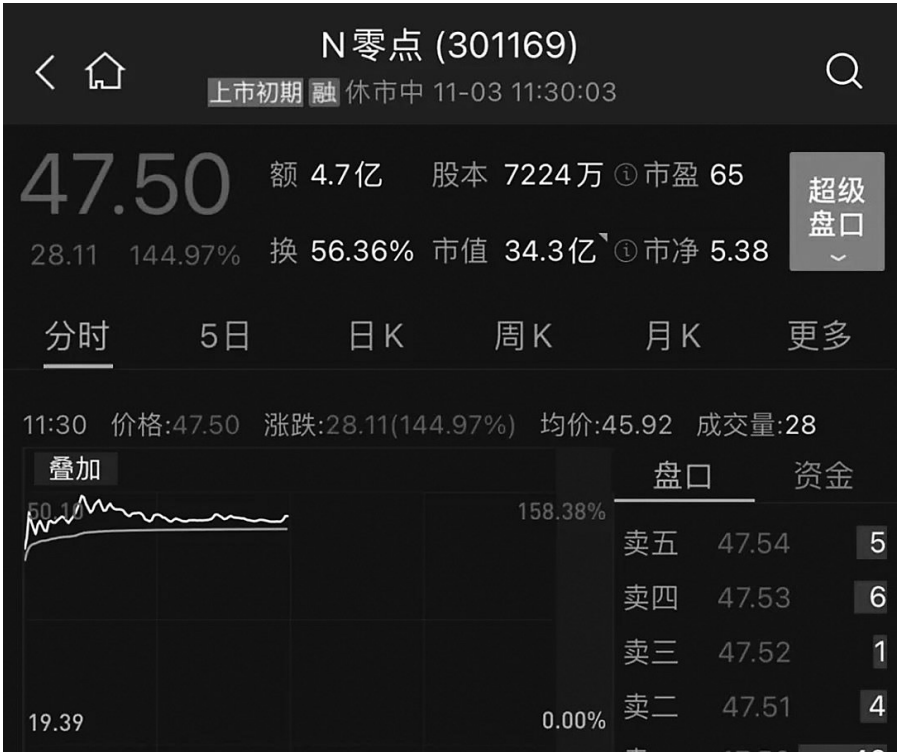 N零点 (301169)
上市初期 融 休市中 11-03 11:30:03
47.50 额 4.7亿 股本 7224万 市盈 65 超级
28.11 144.97% 换 56.36% 市值 34.3亿 市净 5.38 盘口
分时 5日 日K 周K 月K 更多
11:30 价格:47.50 涨跌:28.11(144.97%) 均价:45.92 成交量:28
叠加 盘口 资金
50.10 158.38%
卖五 47.54 5
卖四 47.53 6
卖三 47.52 1
卖二 47.51 4
19.39 0.00%